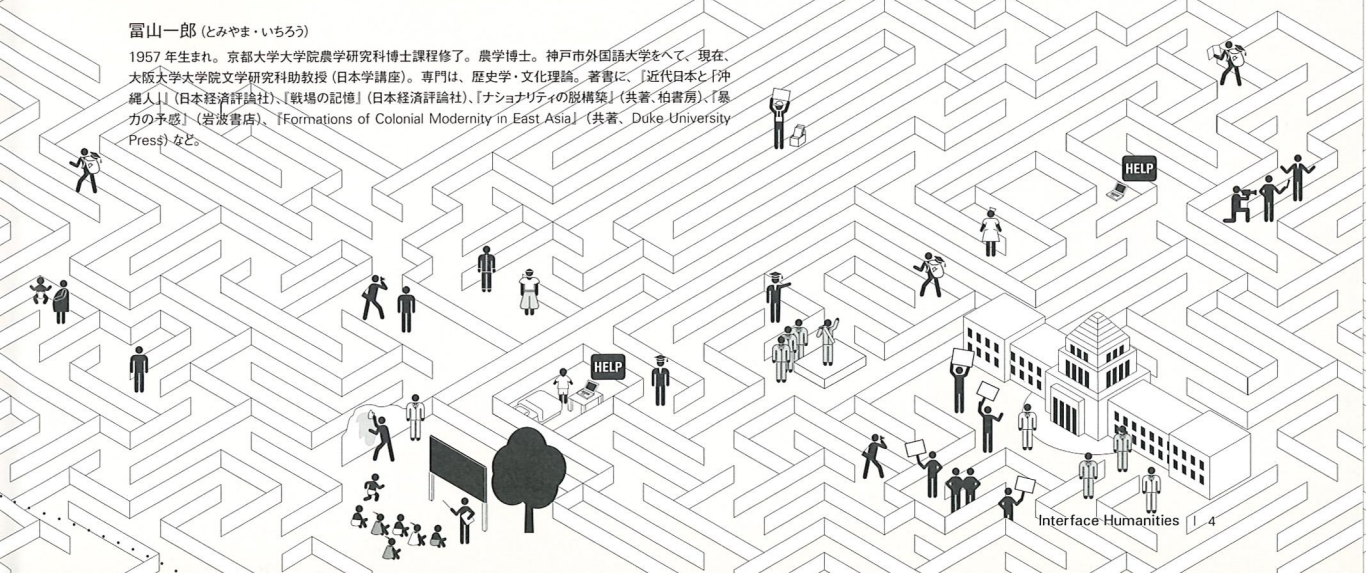 冨山一郎 (とみやま・いちろう)
1957 年生まれ。京都大学大学院農学研究科博士課程修了。農学博士。神戸市外国語大学をへて、現在、
大阪大学大学院文学研究科助教授 (日本学講座)。専門は、歴史学・文化理論。著書に、『近代日本と「沖
縄人」』(日本経済評論社)、『戦場の記憶』(日本経済評論社)、『ナショナリティの脱構築』(共著、柏書房)、『暴
力の予感』(岩波書店)、『Formations of Colonial Modernity in East Asia』(共著、Duke University
Press) など。
HELP
HELP
Interface Humanities | 4